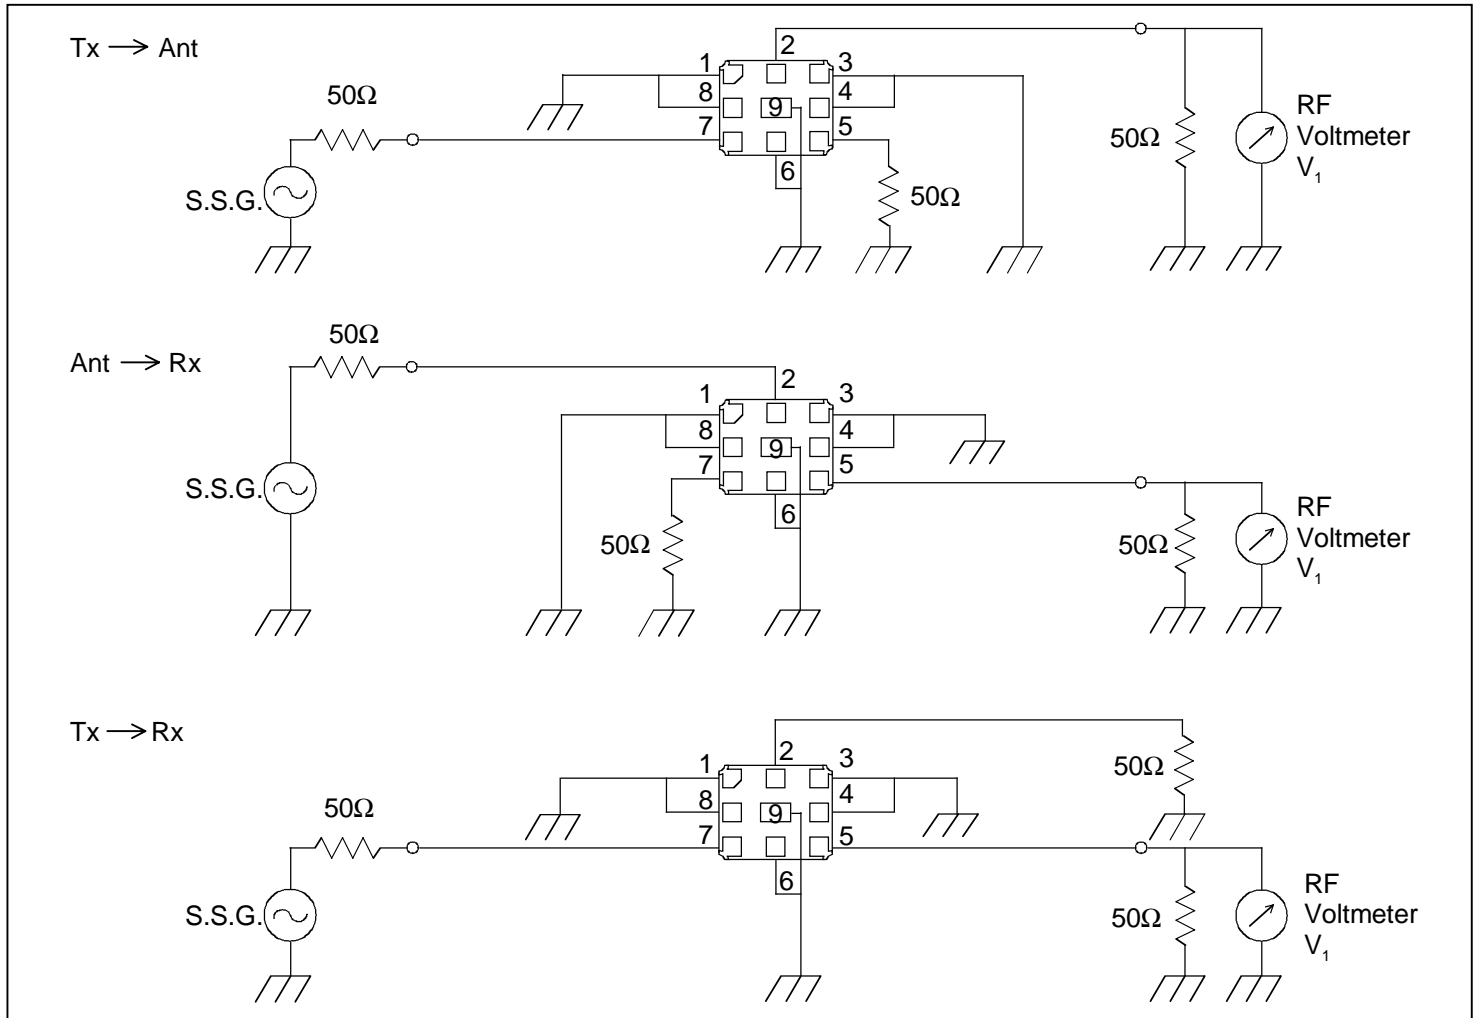 Tx → Ant
2
1
3
50Ω
8
9
4
RF
Voltmeter
V₁
7
5
50Ω
6
50Ω
S.S.G.
50Ω
Ant → Rx
2
1
3
8
9
4
7
5
S.S.G.
6
50Ω
50Ω
RF
Voltmeter
V₁
Tx → Rx
2
1
3
50Ω
50Ω
8
9
4
7
5
6
S.S.G.
50Ω
RF
Voltmeter
V₁